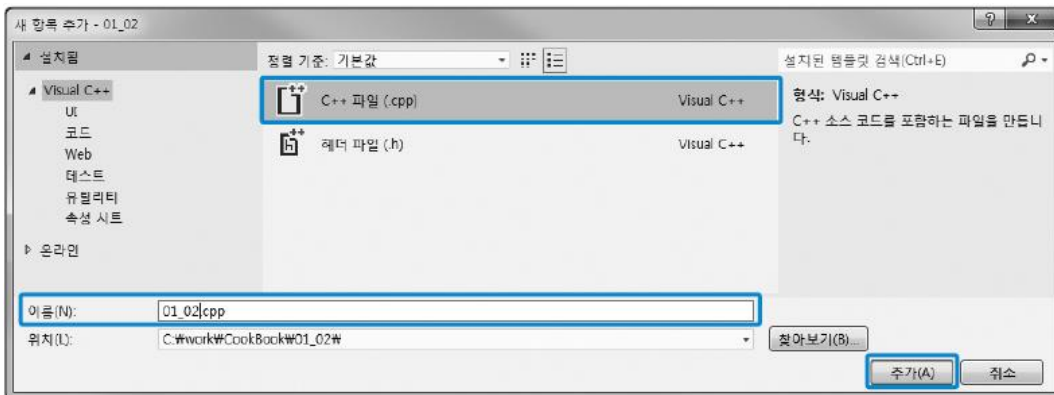 새 항목 추가 - 01_02
설치됨
정렬 기준: 기본값
설치된 템플릿 검색(Ctrl+E)
Visual C++
UI
코드
Web
테스트
유틸리티
속성 시트
온라인
C++ 파일 (.cpp) Visual C++
헤더 파일 (.h) Visual C++
형식: Visual C++
C++ 소스 코드를 포함하는 파일을 만듭니
다.
이름(N): 01_02.cpp
위치(L): C:₩work₩CookBook₩01_02₩
찾아보기(B)...
추가(A) 취소